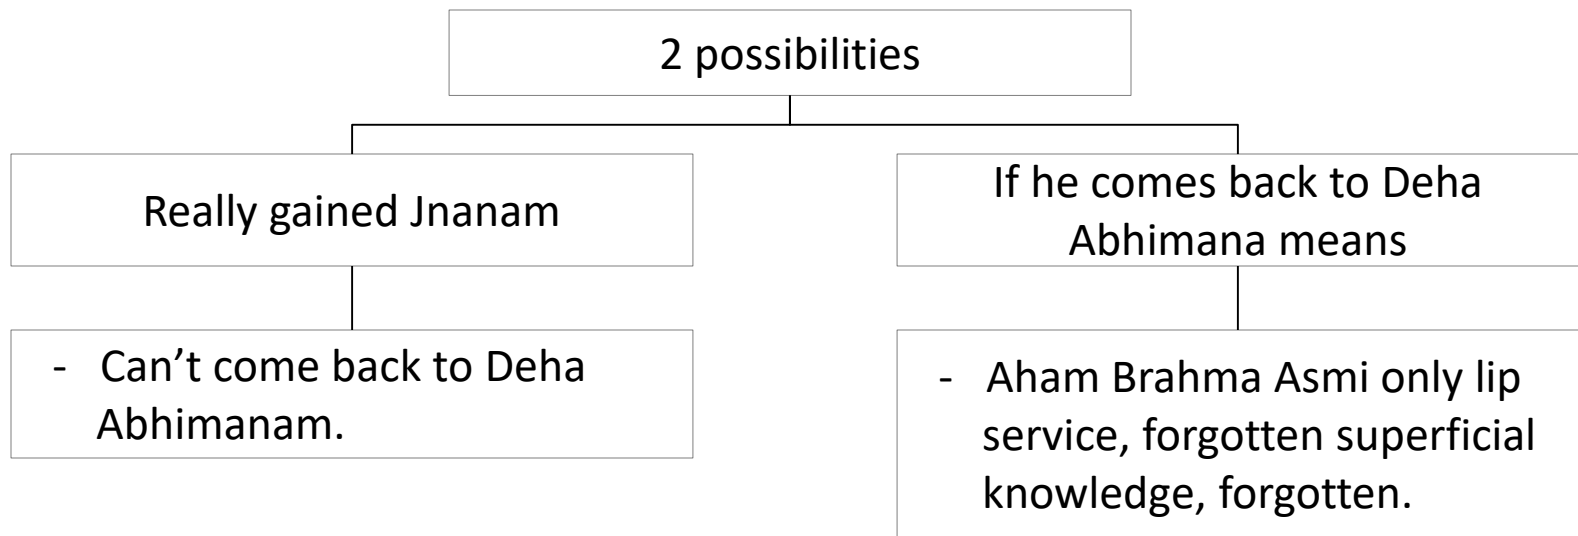 2 possibilities
Really gained Jnanam
If he comes back to Deha
Abhimana means
- Can’t come back to Deha
Abhimanam.
- Aham Brahma Asmi only lip
service, forgotten superficial
knowledge, forgotten.